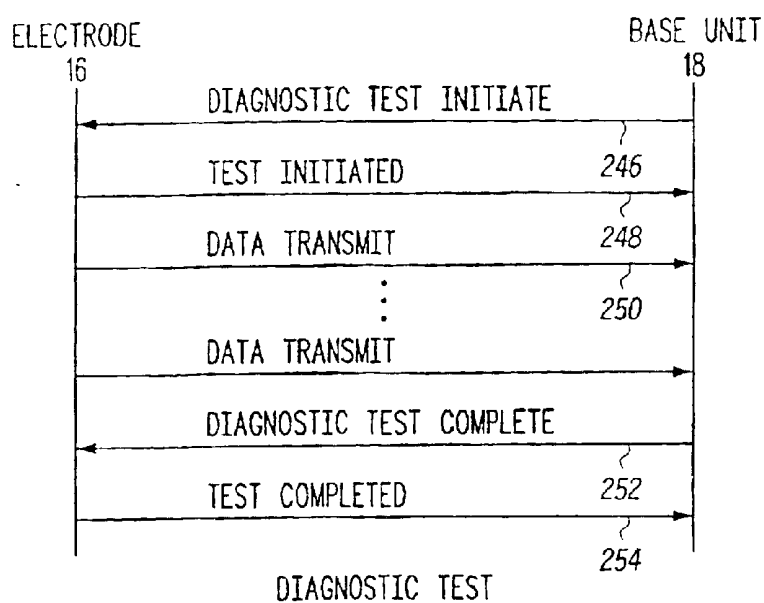 ELECTRODE
16
BASE UNIT
18
DIAGNOSTIC TEST INITIATE
246
TEST INITIATED
248
DATA TRANSMIT
250
DATA TRANSMIT
DIAGNOSTIC TEST COMPLETE
252
TEST COMPLETED
254
DIAGNOSTIC TEST